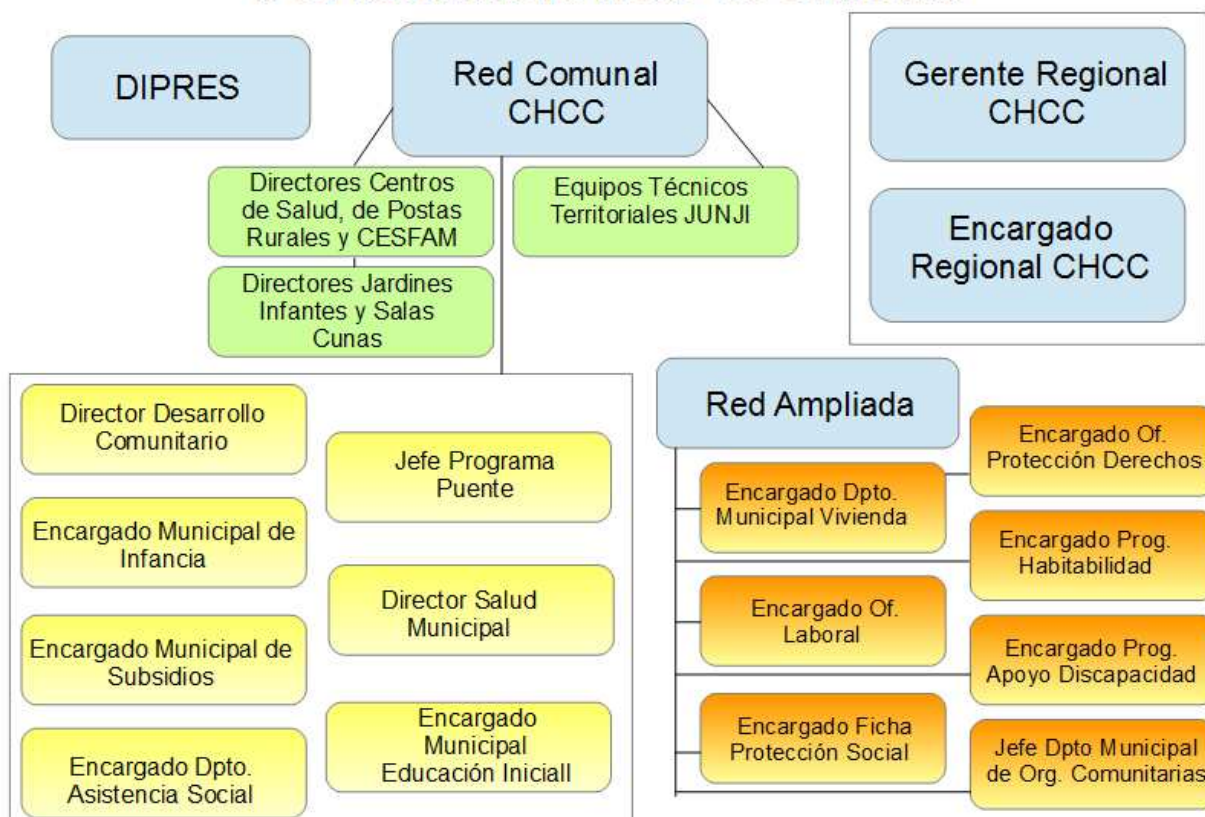 DIPRES
Red Comunal
CHCC
Gerente Regional
CHCC
Encargado
Regional CHCC
Directores Centros
de Salud, de Postas
Rurales y CESFAM
Equipos Técnicos
Territoriales JUNJI
Directores Jardines
Infantes y Salas
Cunas
Director Desarrollo
Comunitario
Encargado Municipal de
Infancia
Encargado Municipal de
Subsidios
Encargado Dpto.
Asistencia Social
Jefe Programa
Puente
Director Salud
Municipal
Encargado
Municipal
Educación Iniciall
Red Ampliada
Encargado Dpto.
Municipal Vivienda
Encargado Of.
Laboral
Encargado Ficha
Protección Social
Encargado Of.
Protección Derechos
Encargado Prog.
Habitabilidad
Encargado Prog.
Apoyo Discapacidad
Jefe Dpto Municipal
de Org. Comunitarias